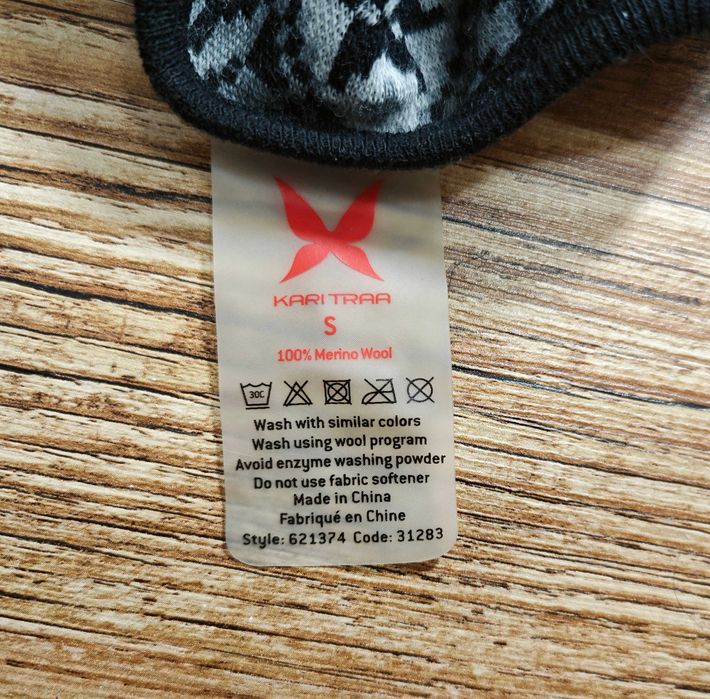 KARI TRAA
S
100% Merino Wool
30C
Wash with similar colors
Wash using wool program
Avoid enzyme washing powder
Do not use fabric softener
Made in China
Fabriqué en Chine
Style: 621374 Code: 31283